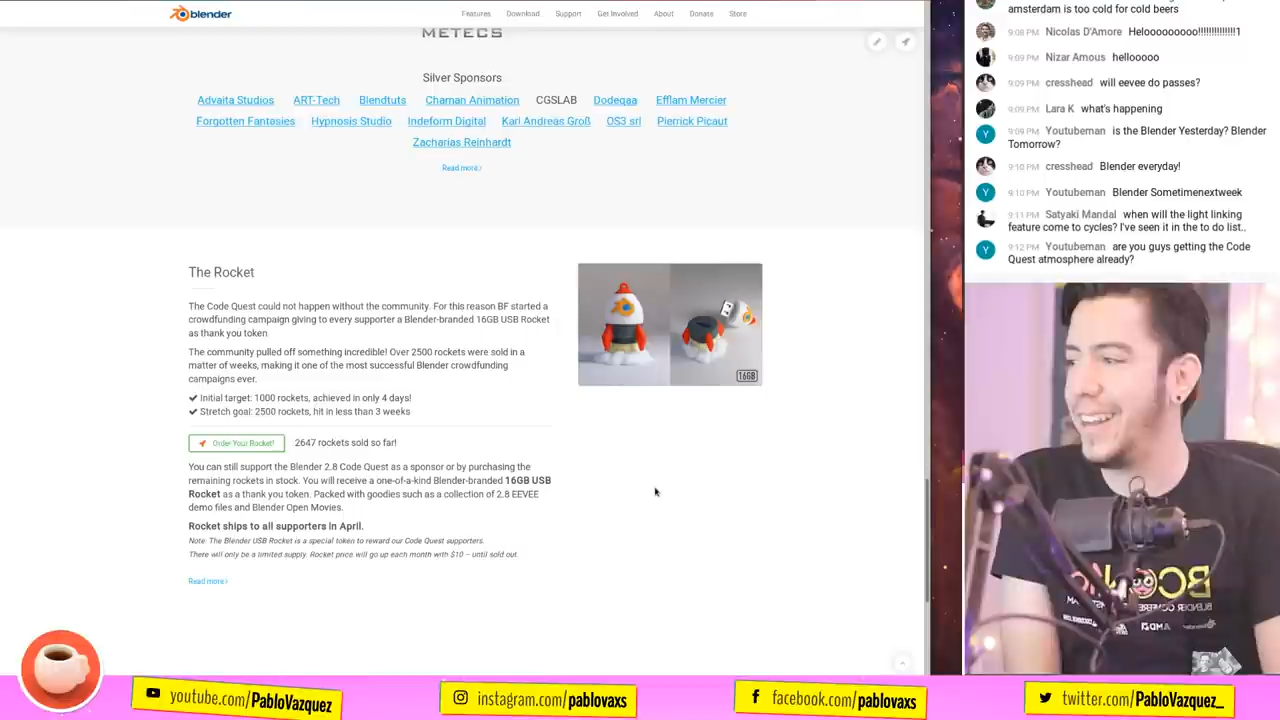 blender
Features Download Support Get Involved About Donate Store
METECS
Silver Sponsors
Advaita Studios ART-Tech Blendtuts Chaman Animation CGSLAB Dodeqaa Efflam Mercier
Forgotten Fantasies Hypnosis Studio Indeform Digital Karl Andreas Groß OS3 srl Pierrick Picaut
Zacharias Reinhardt
Read more ›
The Rocket
The Code Quest could not happen without the community. For this reason BF started a
crowdfunding campaign giving to every supporter a Blender-branded 16GB USB Rocket
as thank you token
The community pulled off something incredible! Over 2500 rockets were sold in a
matter of weeks, making it one of the most successful Blender crowdfunding
campaigns ever.
✓ Initial target: 1000 rockets, achieved in only 4 days!
✓ Stretch goal: 2500 rockets, hit in less than 3 weeks
Order Your Rocket! 2647 rockets sold so far!
You can still support the Blender 2.8 Code Quest as a sponsor or by purchasing the
remaining rockets in stock. You will receive a one-of-a-kind Blender-branded 16GB USB
Rocket as a thank you token. Packed with goodies such as a collection of 2.8 EEVEE
demo files and Blender Open Movies.
Rocket ships to all supporters in April.
Note: The Blender USB Rocket is a special token to reward our Code Quest supporters.
There will only be a limited supply. Rocket price will go up each month with $10 – until sold out.
Read more ›
16GB
amsterdam is too cold for cold beers
9:08 PM Nicolas D'Amore Helooooooooo!!!!!!!!!!!!!!1
9:09 PM Nizar Amous hellooooo
9:09 PM cresshead will eevee do passes?
9:09 PM Lara K what's happening
9:09 PM Youtubeman is the Blender Yesterday? Blender
Tomorrow?
9:10 PM cresshead Blender everyday!
9:10 PM Youtubeman Blender Sometimenextweek
9:11 PM Satyaki Mandal when will the light linking
feature come to cycles? I've seen it in the to do list..
9:12 PM Youtubeman are you guys getting the Code
Quest atmosphere already?
Y
Y
Y
BCON
BLENDER CONFERENCE
AMD
youtube.com/PabloVazquez
instagram.com/pablovaxs
facebook.com/pablovaxs
twitter.com/PabloVazquez_